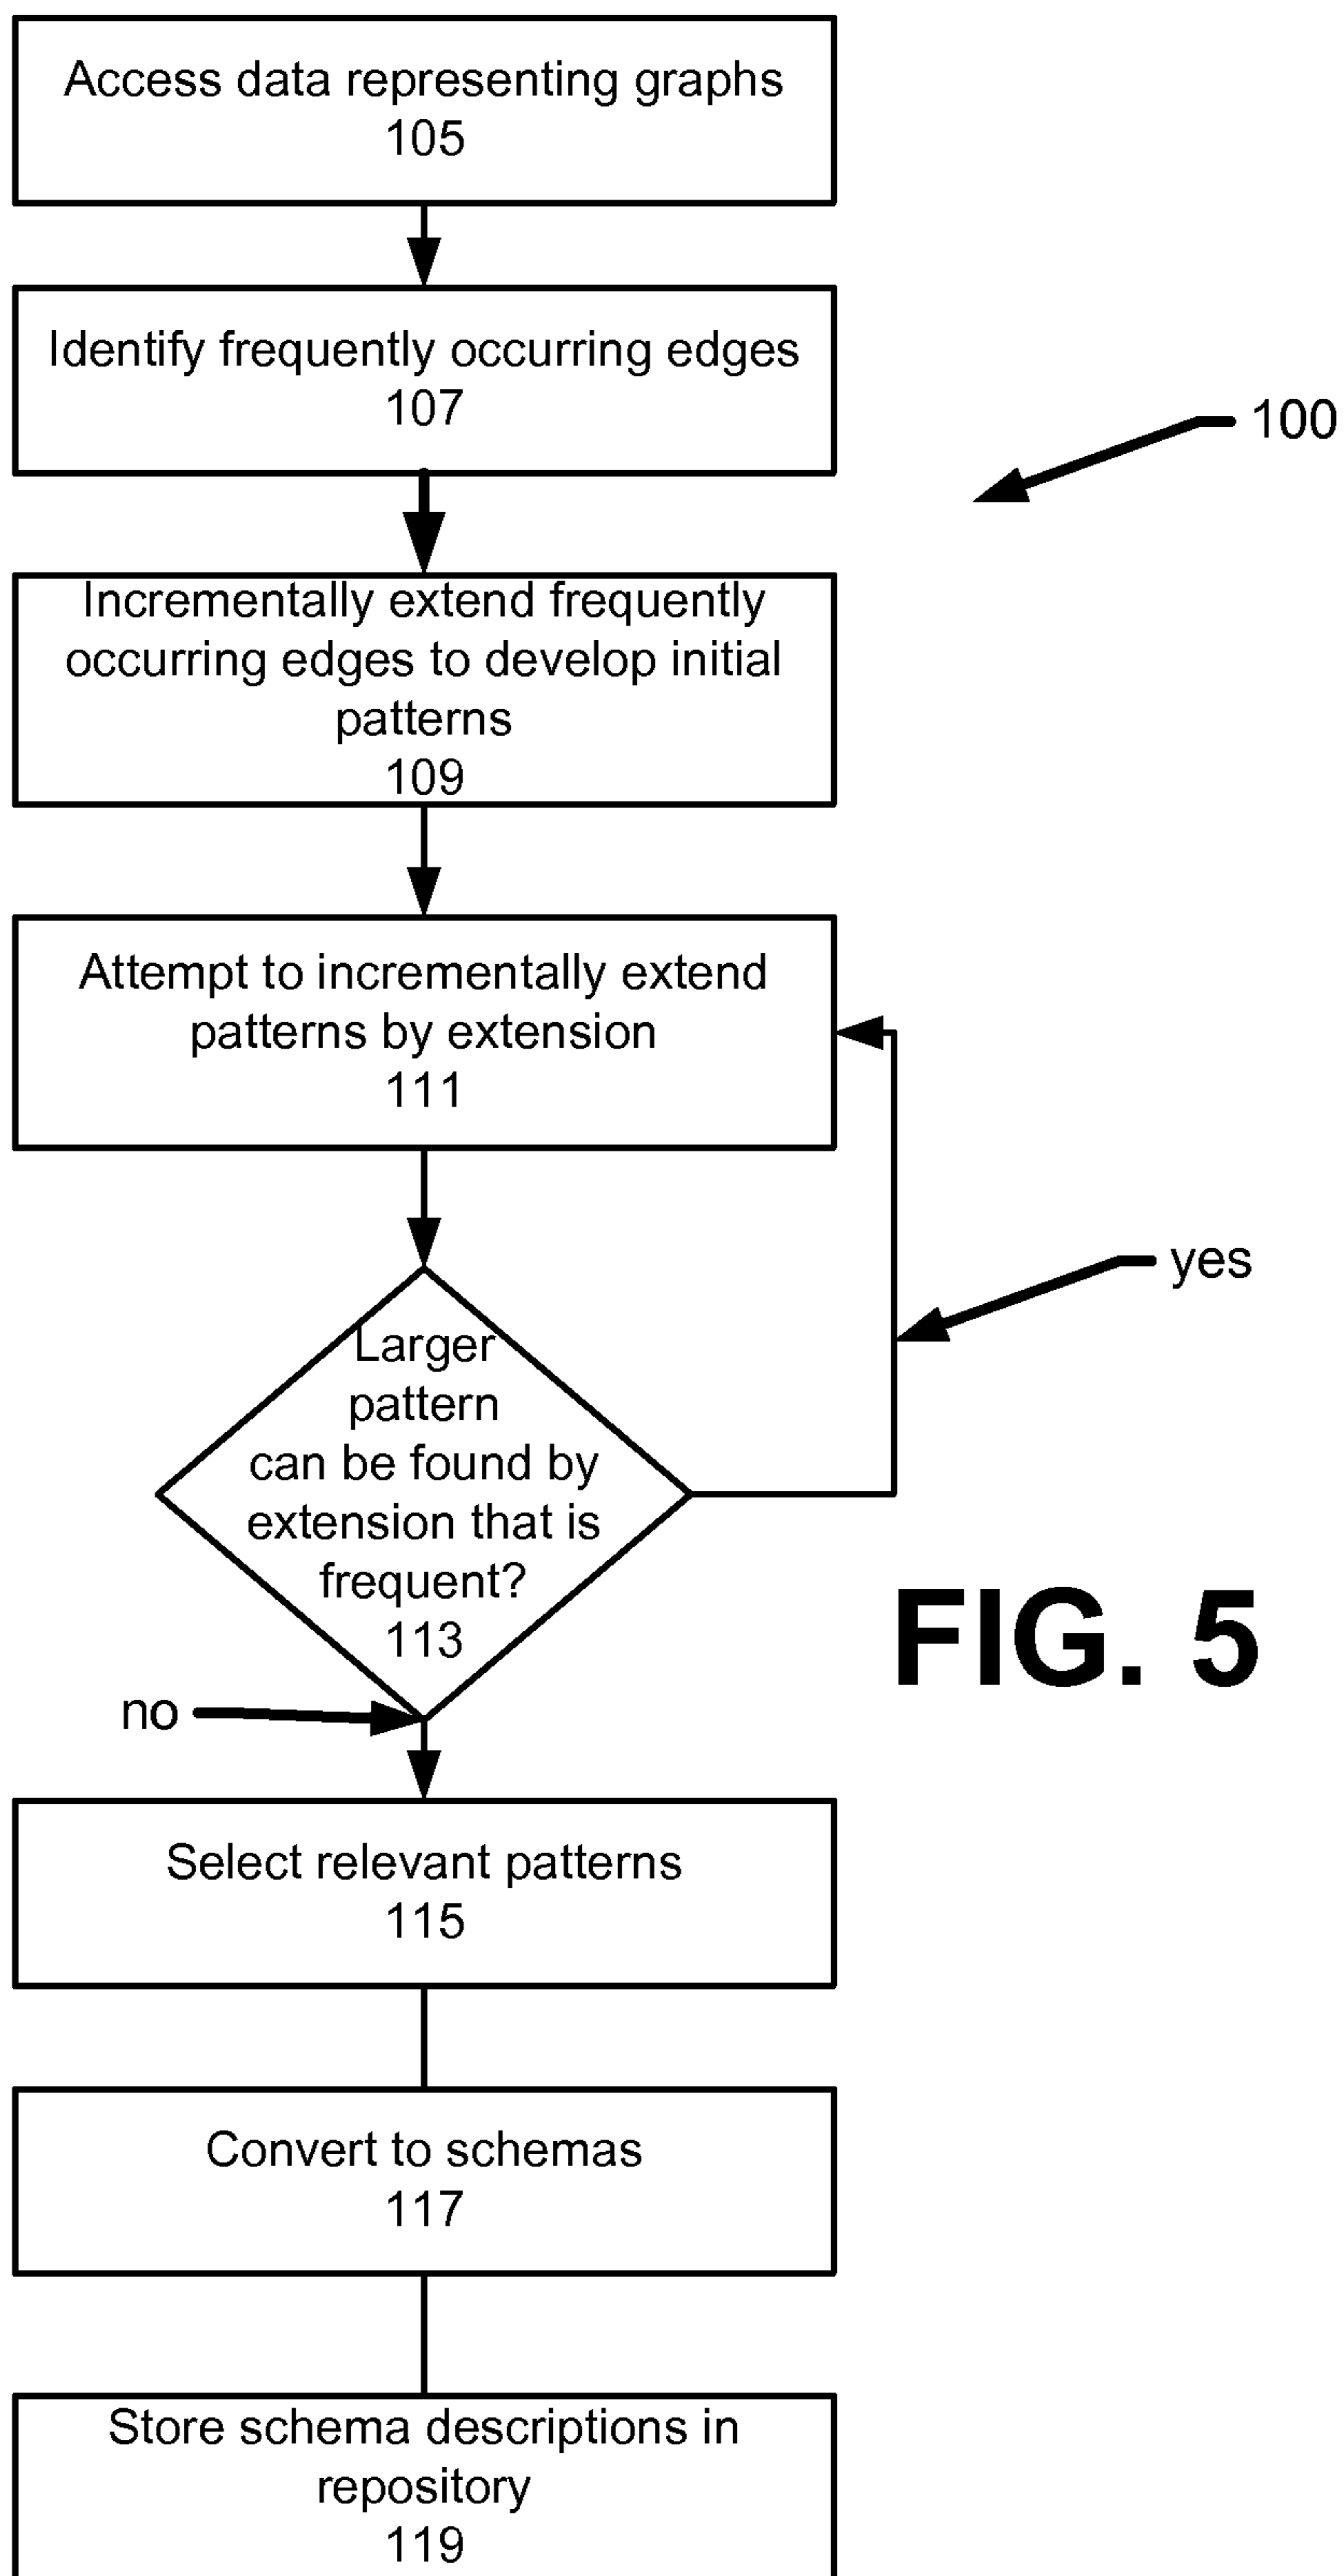 Access data representing graphs
105
Identify frequently occurring edges
107
100
Incrementally extend frequently
occurring edges to develop initial
patterns
109
Attempt to incrementally extend
patterns by extension
111
yes
Larger
pattern
can be found by
extension that is
frequent?
113
FIG. 5
no
Select relevant patterns
115
Convert to schemas
117
Store schema descriptions in
repository
119